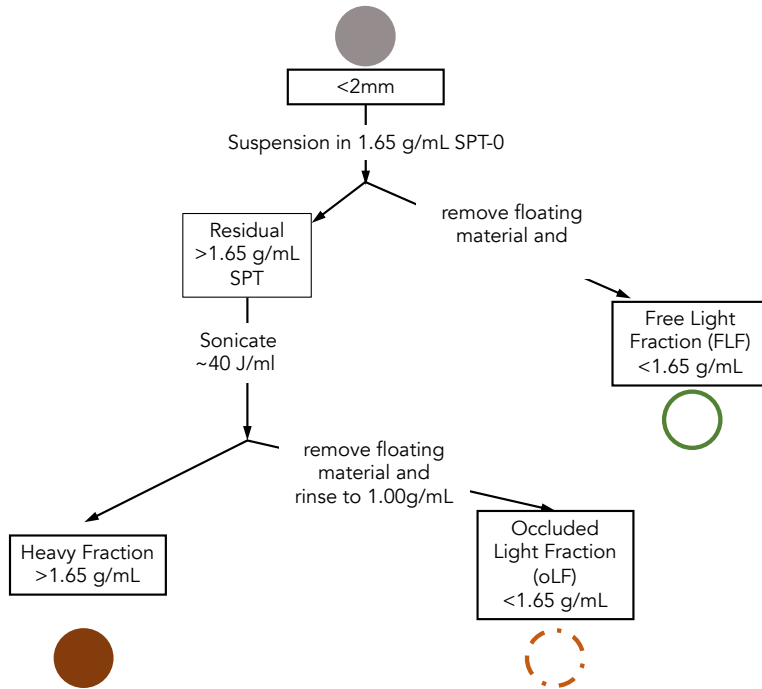 <2mm
Suspension in 1.65 g/mL SPT-0
remove floating
material and
Residual
>1.65 g/mL
SPT
Free Light
Fraction (FLF)
<1.65 g/mL
Sonicate
~40 J/ml
remove floating
material and
rinse to 1.00g/mL
Heavy Fraction
>1.65 g/mL
Occluded
Light Fraction
(oLF)
<1.65 g/mL